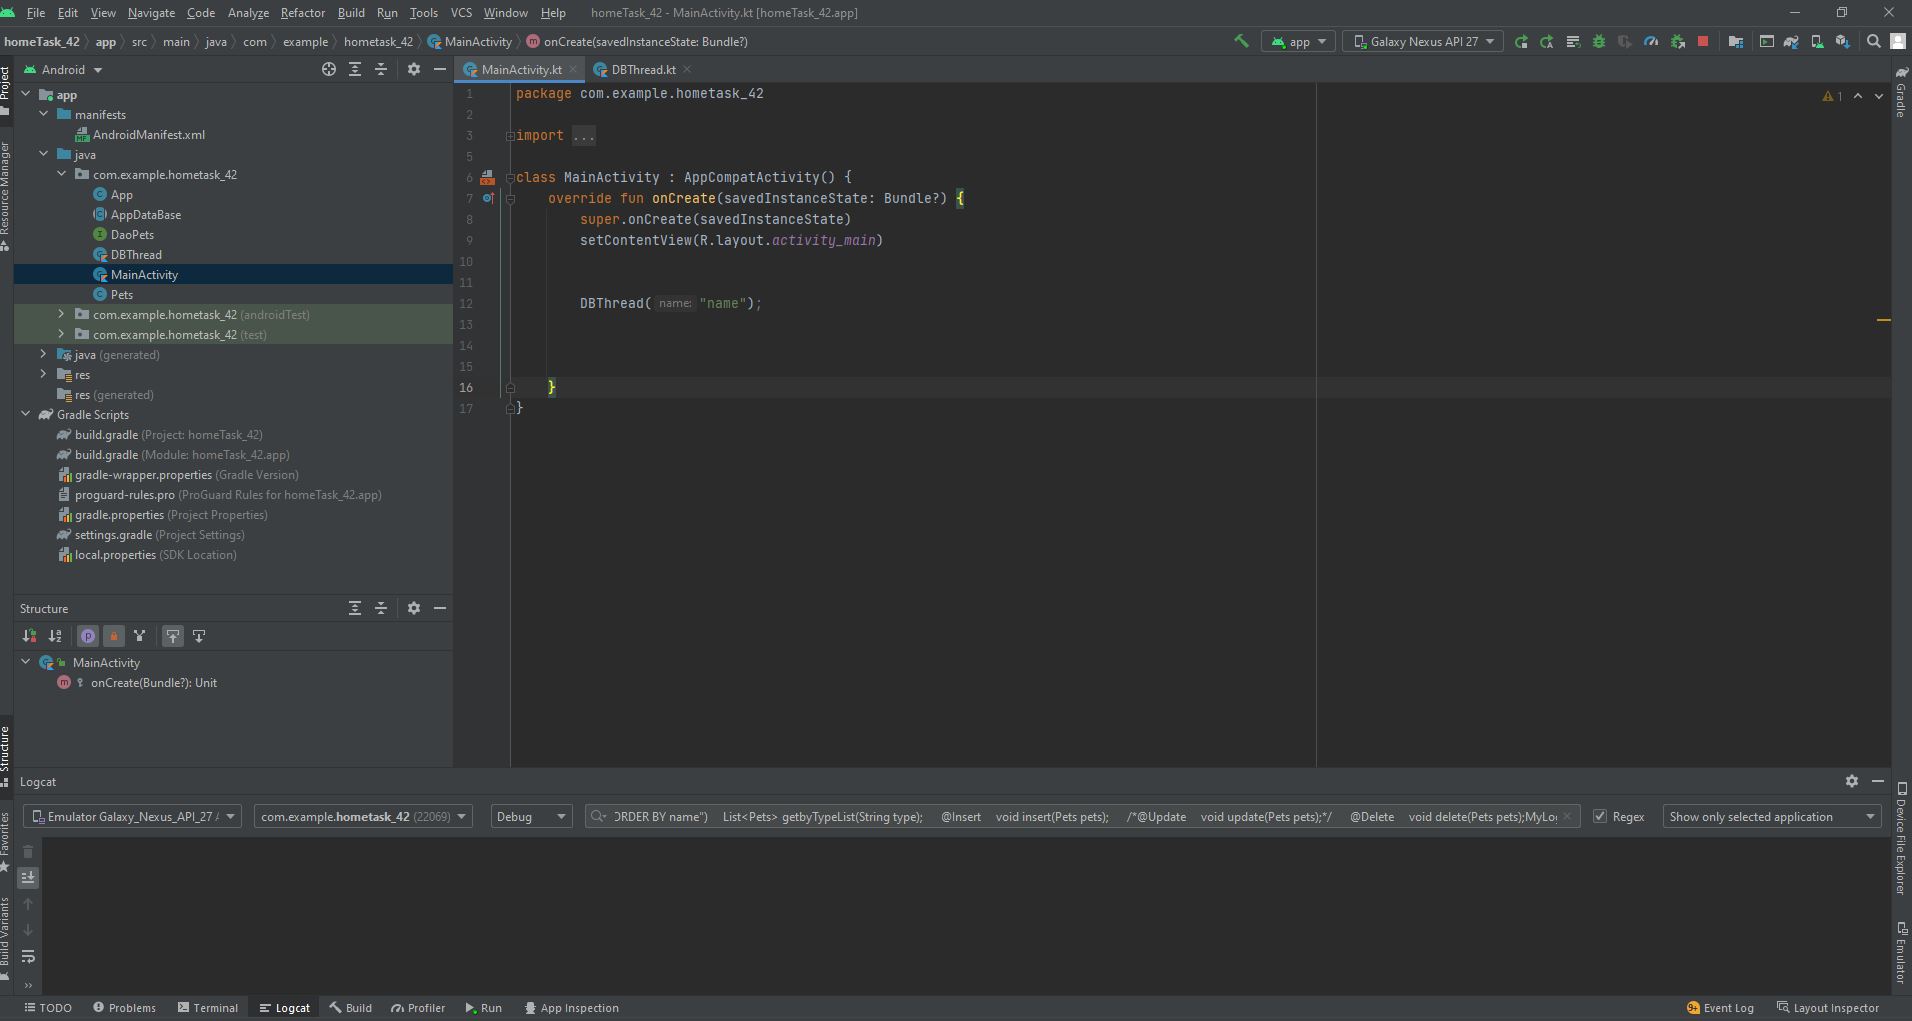 File Edit View Navigate Code Analyze Refactor Build Run Tools VCS Window Help homeTask_42 - MainActivity.kt [homeTask_42.app]
homeTask_42 app src main java com example hometask_42 MainActivity onCreate(savedInstanceState: Bundle?) app Galaxy Nexus API 27
Project
Resource Manager
Structure
Favorites
Build Variants
Android
app
manifests
AndroidManifest.xml
java
com.example.hometask_42
App
AppDataBase
DaoPets
DBThread
MainActivity
Pets
com.example.hometask_42 (androidTest)
com.example.hometask_42 (test)
java (generated)
res
res (generated)
Gradle Scripts
build.gradle (Project: homeTask_42)
build.gradle (Module: homeTask_42.app)
gradle-wrapper.properties (Gradle Version)
proguard-rules.pro (ProGuard Rules for homeTask_42.app)
gradle.properties (Project Properties)
settings.gradle (Project Settings)
local.properties (SDK Location)
Structure
MainActivity
onCreate(Bundle?): Unit
MainActivity.kt DBThread.kt
1 package com.example.hometask_42
2
3 import ...
5
6 class MainActivity : AppCompatActivity() {
7 override fun onCreate(savedInstanceState: Bundle?) {
8 super.onCreate(savedInstanceState)
9 setContentView(R.layout.activity_main)
10
11
12 DBThread( name: "name");
13
14
15
16 }
17 }
1
Gradle
Device File Explorer
Emulator
Logcat
Emulator Galaxy_Nexus_API_27 com.example.hometask_42 (22069) Debug ORDER BY name") List<Pets> getbyTypeList(String type); @Insert void insert(Pets pets); /*@Update void update(Pets pets);*/ @Delete void delete(Pets pets);MyLog Regex Show only selected application
TODO Problems Terminal Logcat Build Profiler Run App Inspection 9+ Event Log Layout Inspector